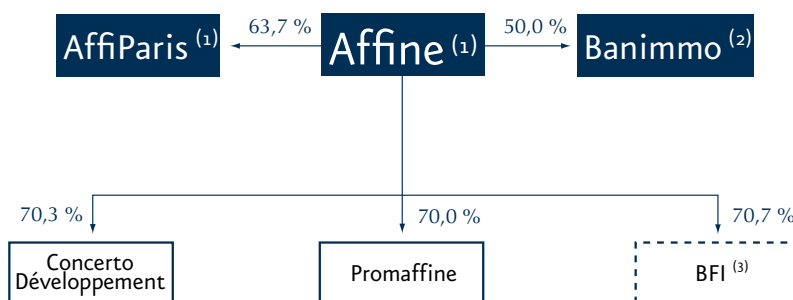 AffiParis (1)
63,7 %
Affine (1)
50,0 %
Banimmo (2)
70,3 %
70,0 %
70,7 %
Concerto
Développement
Promaffine
BFI (3)